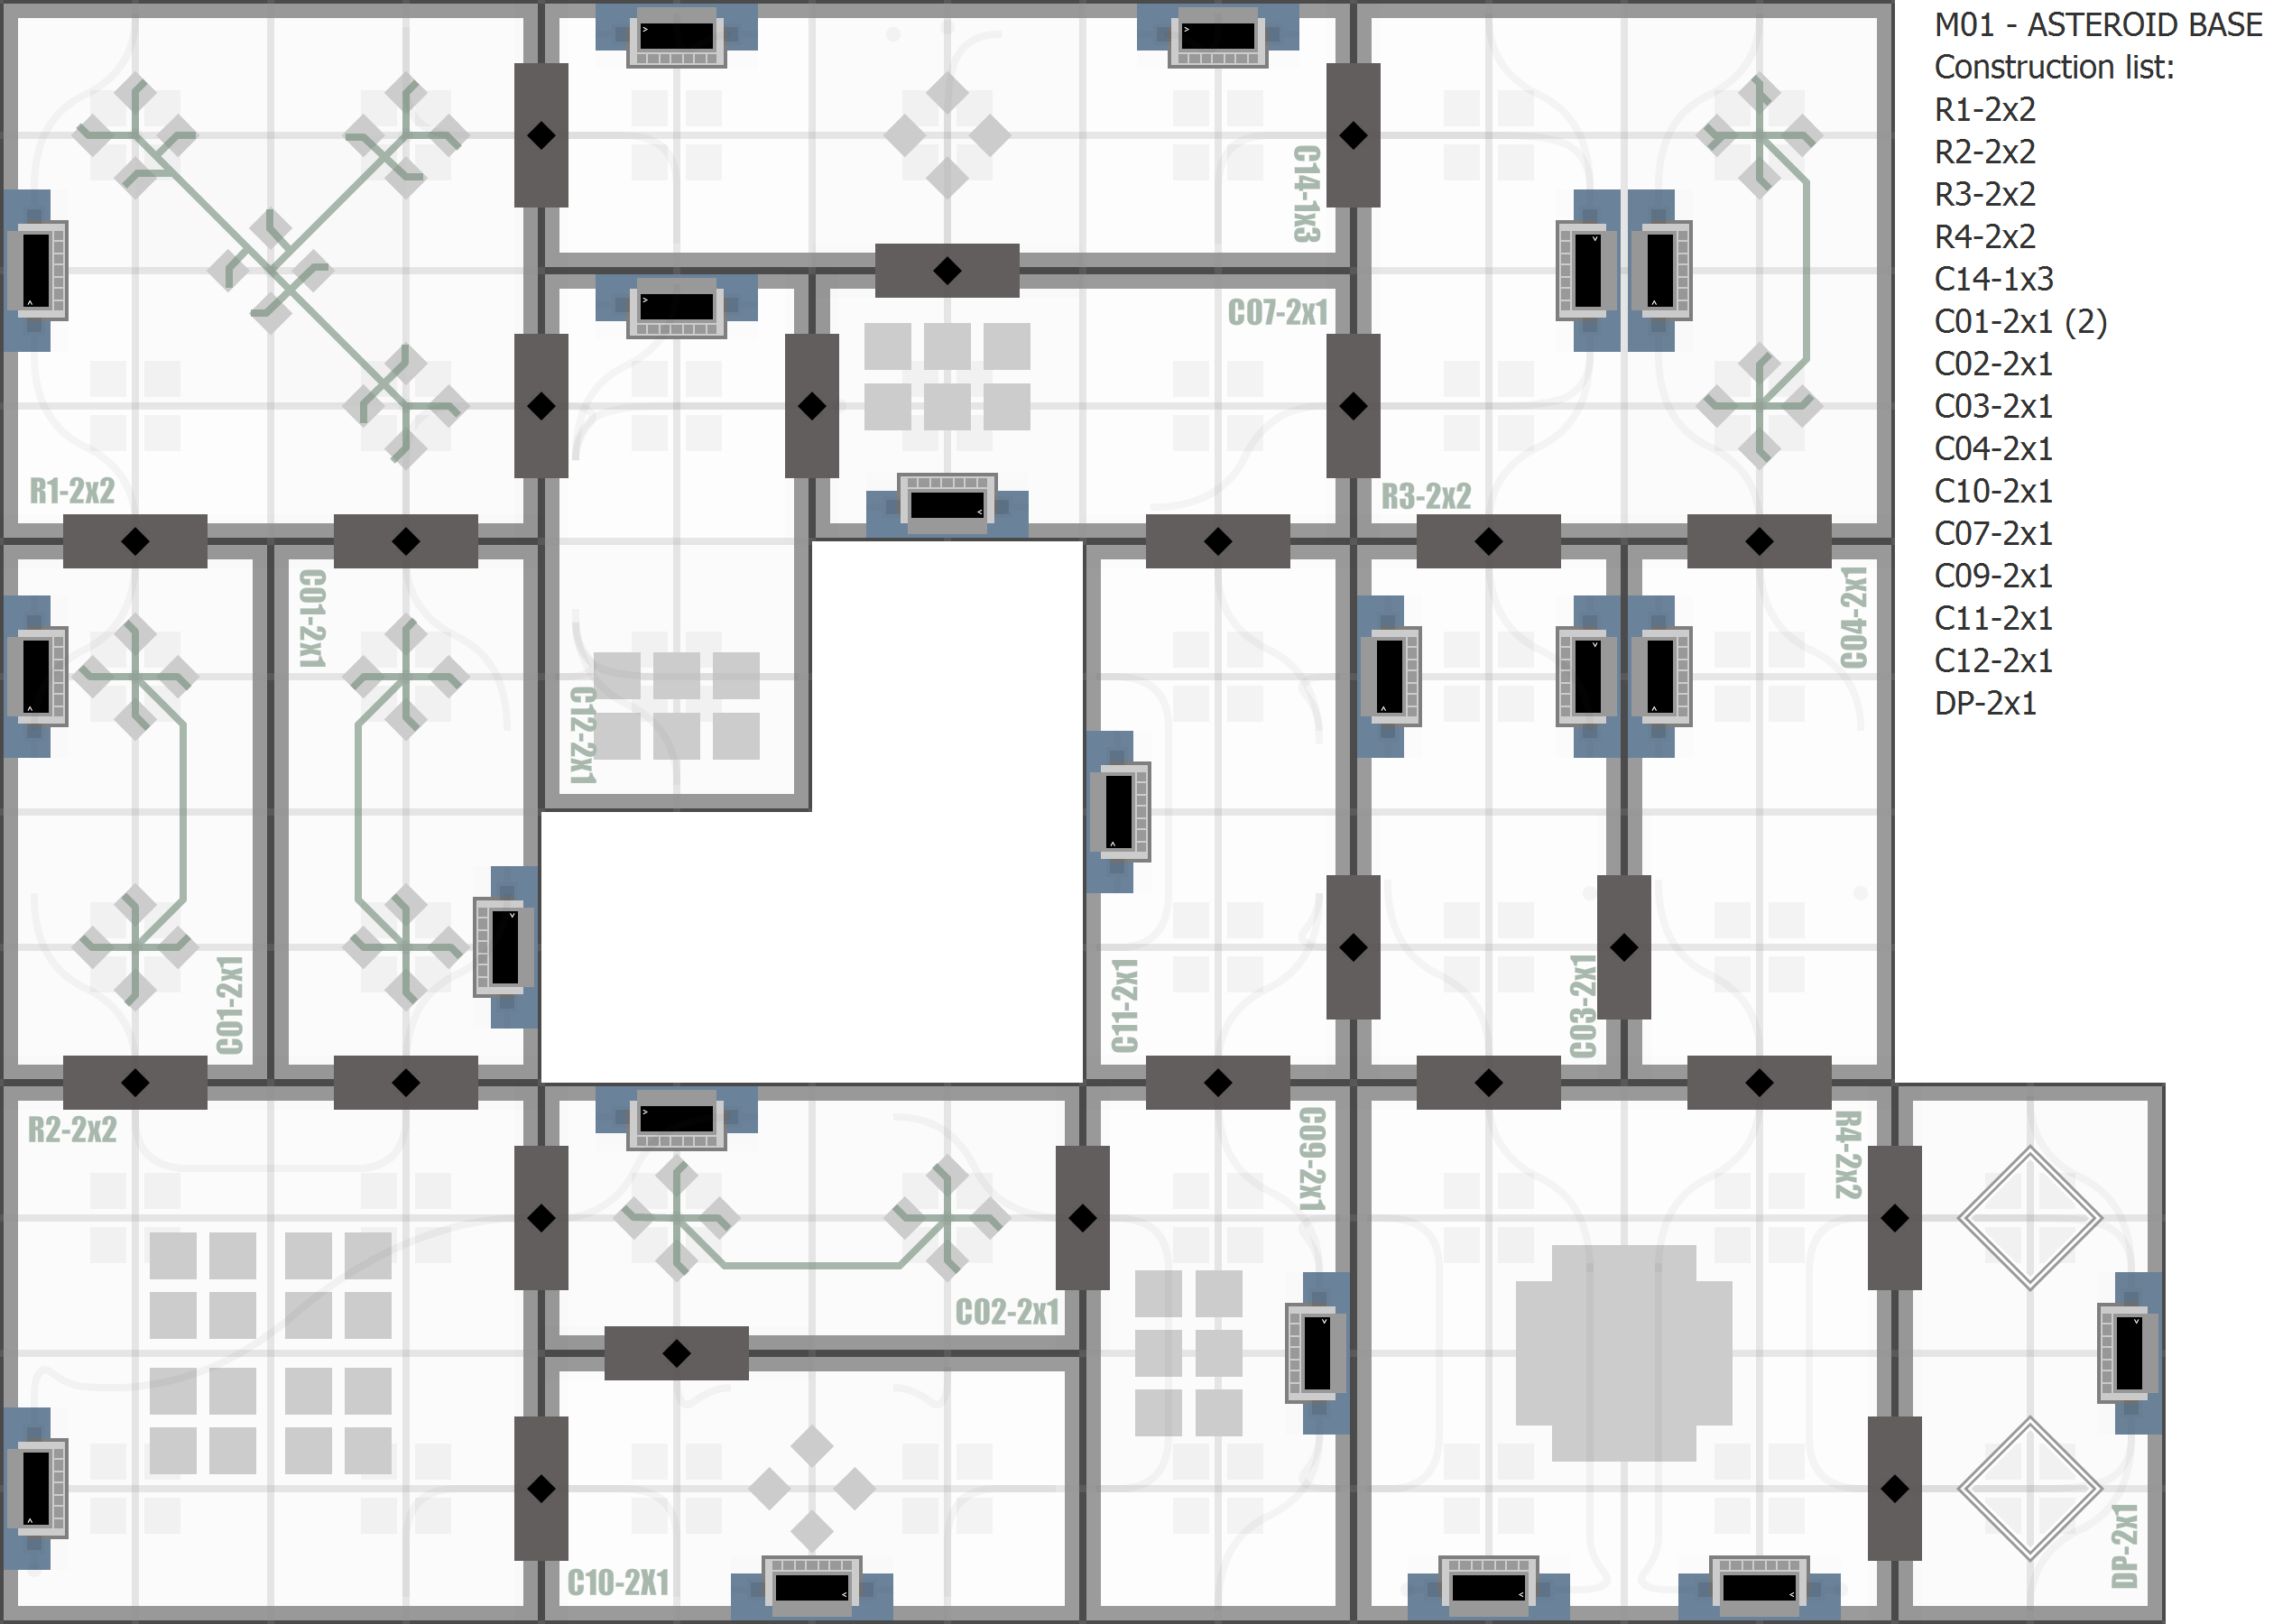 M01 - ASTEROID BASE
Construction list:
R1-2x2
R2-2x2
R3-2x2
R4-2x2
C14-1x3
C01-2x1 (2)
C02-2x1
C03-2x1
C04-2x1
C10-2x1
C07-2x1
C09-2x1
C11-2x1
C12-2x1
DP-2x1
C14-1x3
C07-2x1
R1-2x2
R3-2x2
C01-2x1
C04-2x1
C12-2x1
C01-2x1
C11-2x1
C03-2x1
R2-2x2
C09-2x1
R4-2x2
C02-2x1
C10-2X1
DP-2x1